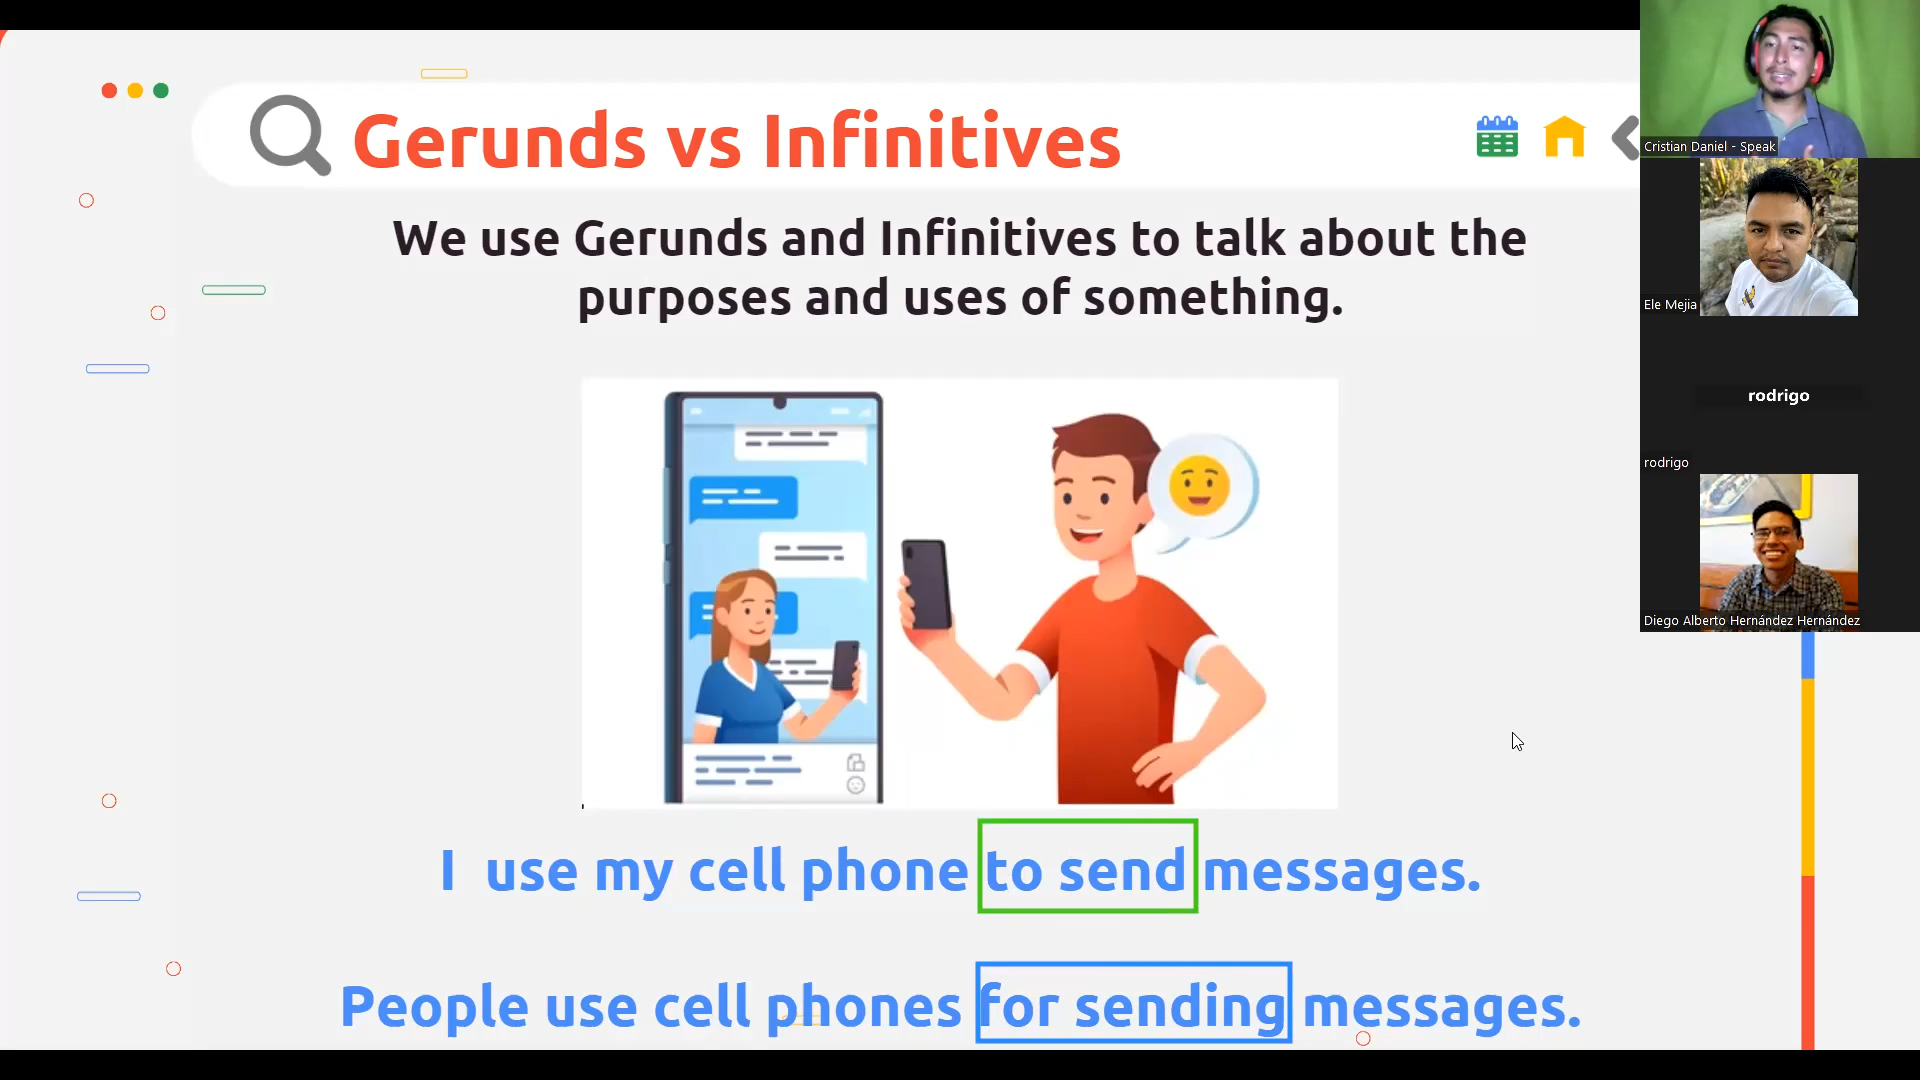 Gerunds vs Infinitives
We use Gerunds and Infinitives to talk about the
purposes and uses of something.
I use my cell phone to send messages.
People use cell phones for sending messages.
Cristian Daniel - Speak
Ele Mejia
rodrigo
rodrigo
Diego Alberto Hernández Hernández